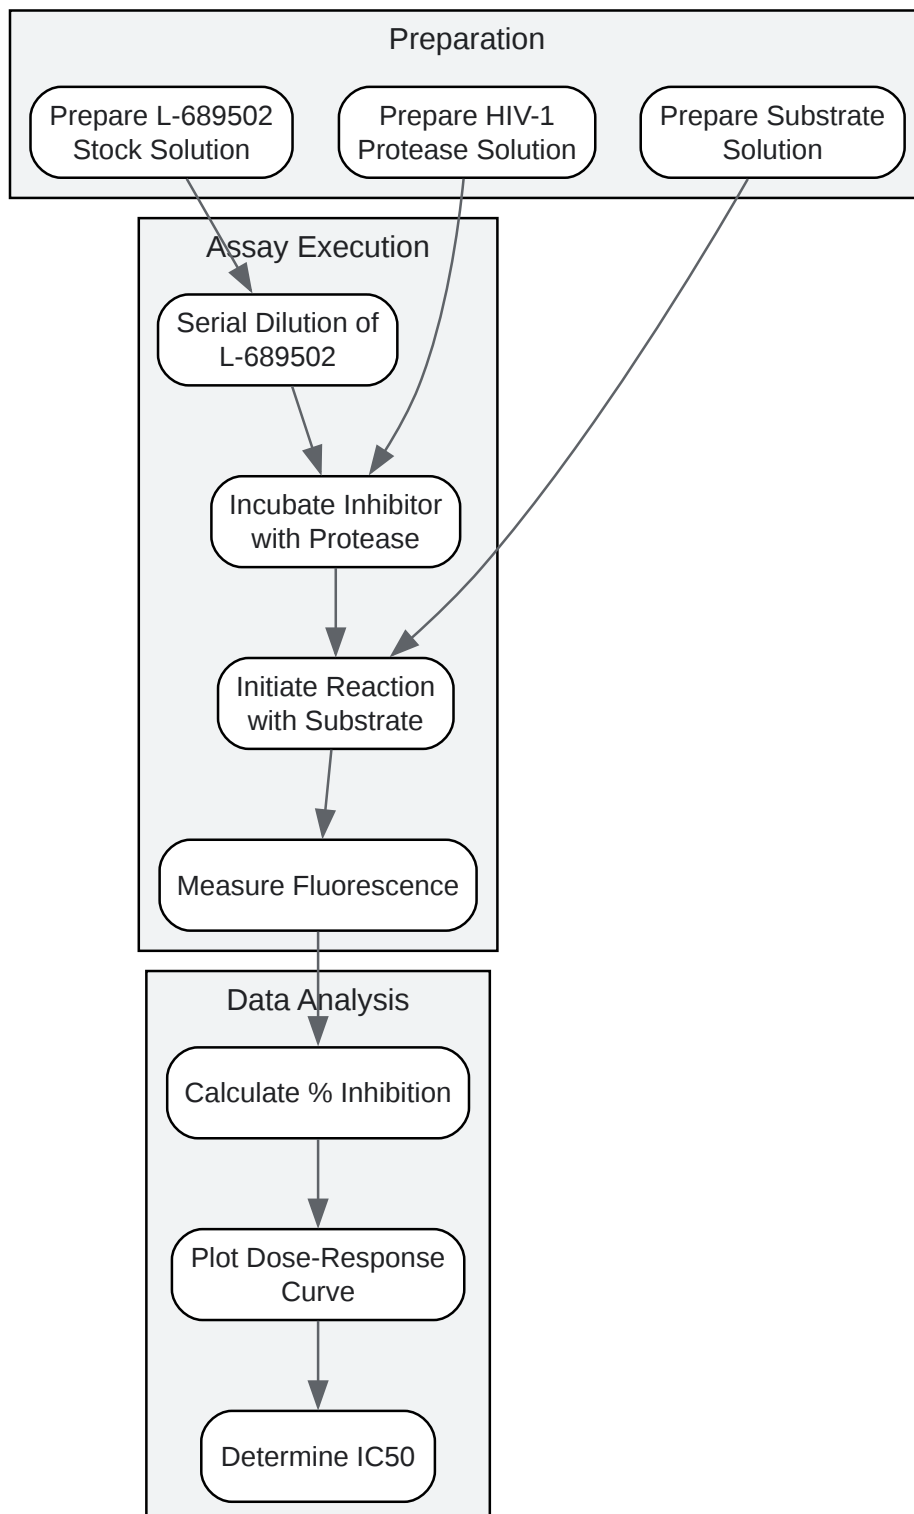 Preparation
Prepare L-689502
Stock Solution
Prepare HIV-1
Protease Solution
Prepare Substrate
Solution
Assay Execution
Serial Dilution of
L-689502
Incubate Inhibitor
with Protease
Initiate Reaction
with Substrate
Measure Fluorescence
Data Analysis
Calculate % Inhibition
Plot Dose-Response
Curve
Determine IC50